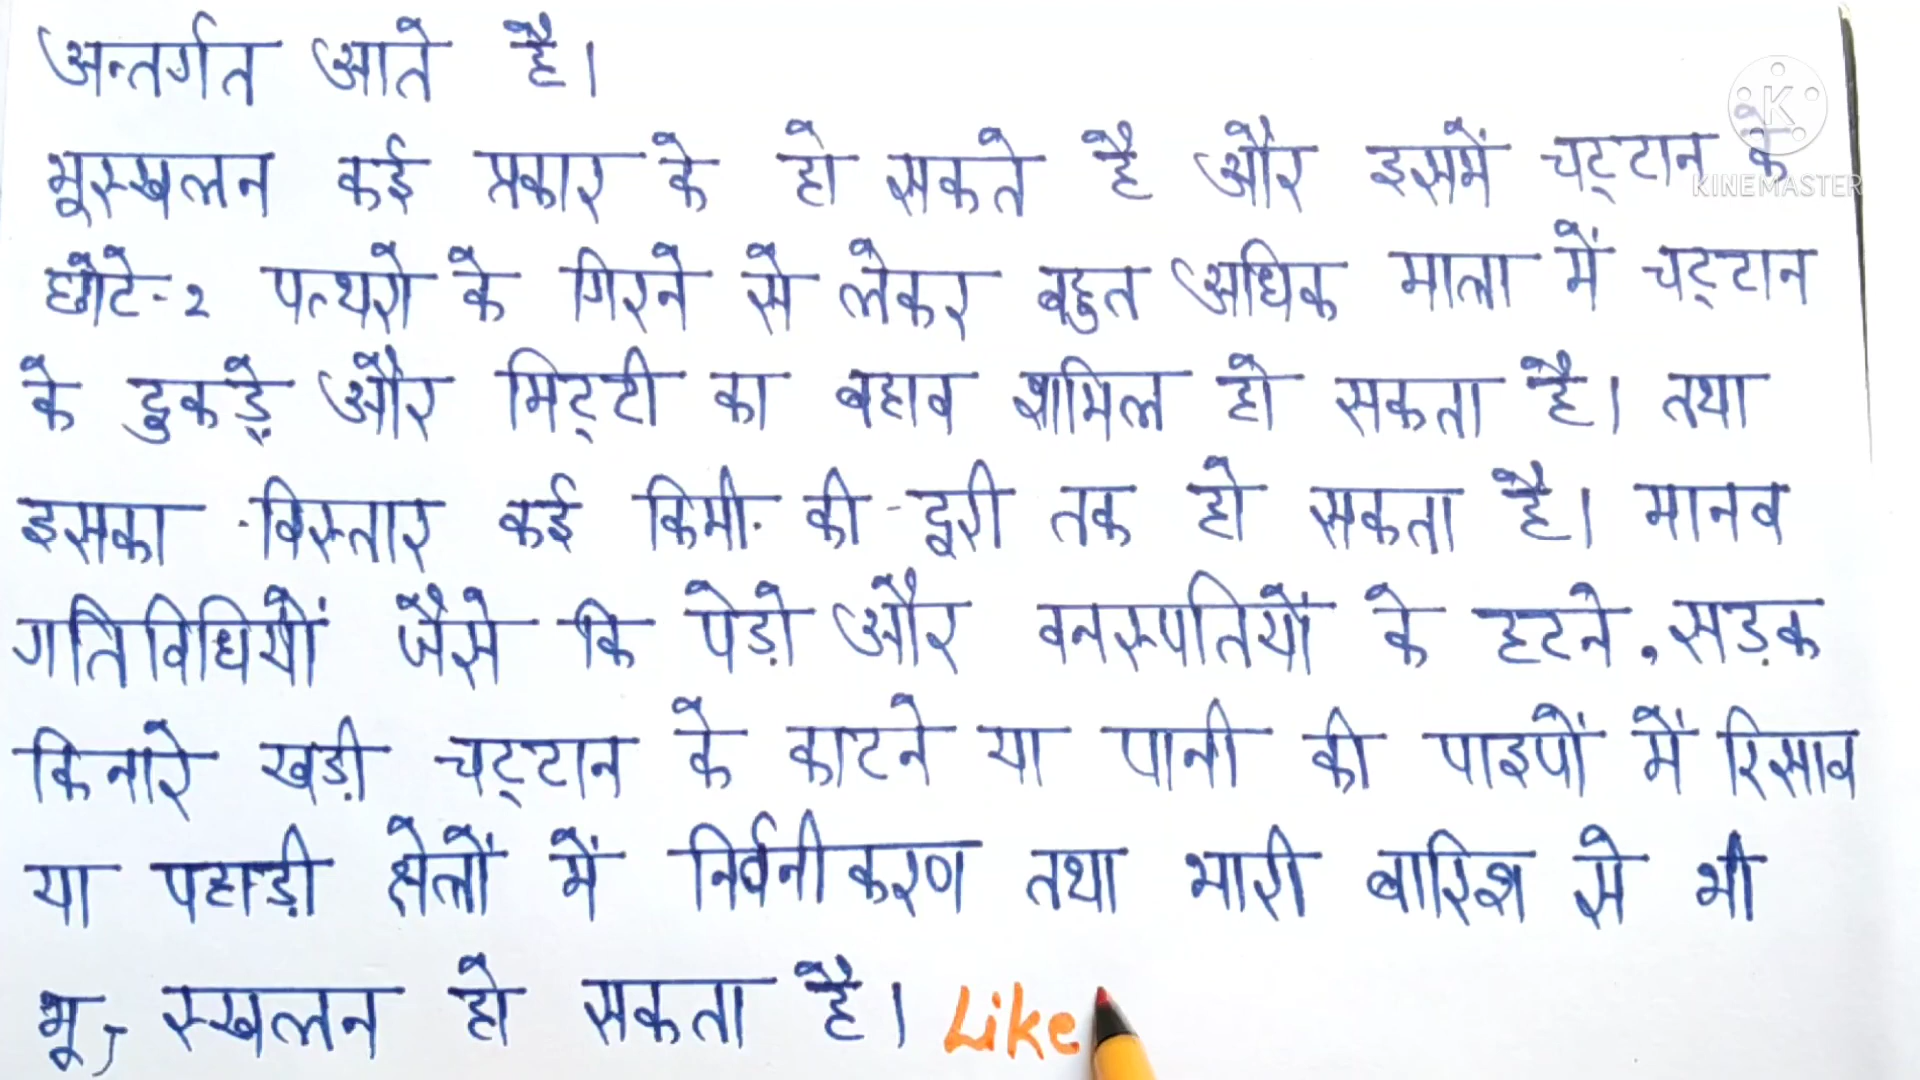 अन्तर्गत आते है।
भूस्खलन कई प्रकार के हो सकते है और इसमें चट्टान के
छोटे-2 पत्थरो के गिरने से लेकर बहुत अधिक मात्रा में चट्टान
के टुकड़े और मिट्टी का बहाव शामिल हो सकता है। तथा
इसका विस्तार कई किमी. की दूरी तक हो सकता है। मानव
गतिविधियों जैसे कि पेड़ो और वनस्पतियों के हटने, सड़क
किनारे खड़ी चट्टान के काटने या पानी की पाइपों में रिसाव
या पहाड़ी क्षेत्रों में निर्वनीकरण तथा भारी बारिश से भी
भू, स्खलन हो सकता है। Like
K
KINEMASTER